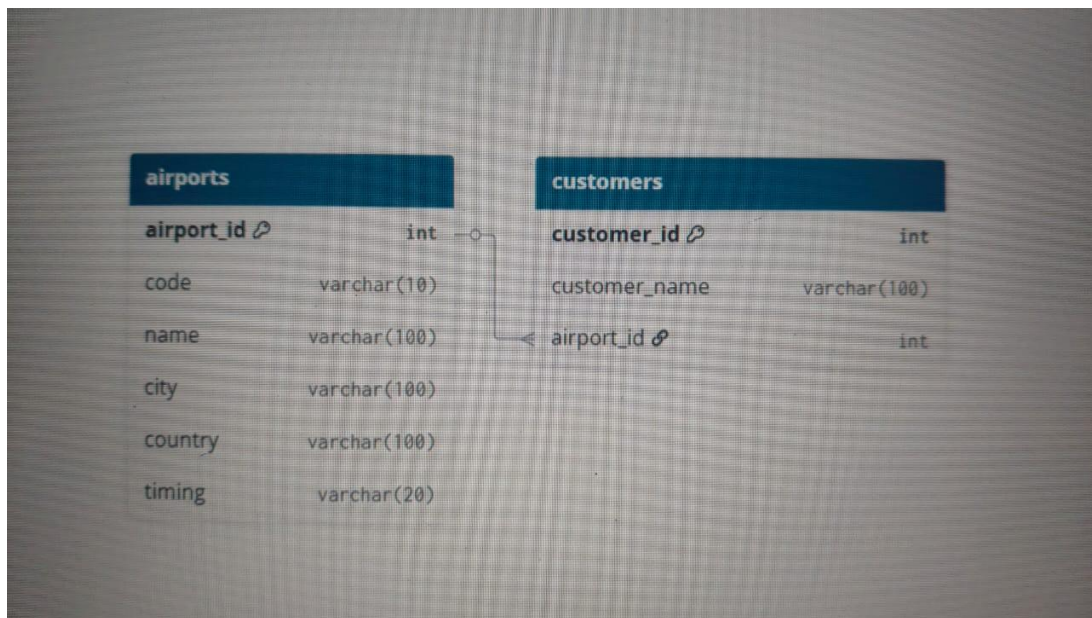 airports
airport_id int
code varchar(10)
name varchar(100)
city varchar(100)
country varchar(100)
timing varchar(20)
customers
customer_id int
customer_name varchar(100)
airport_id int